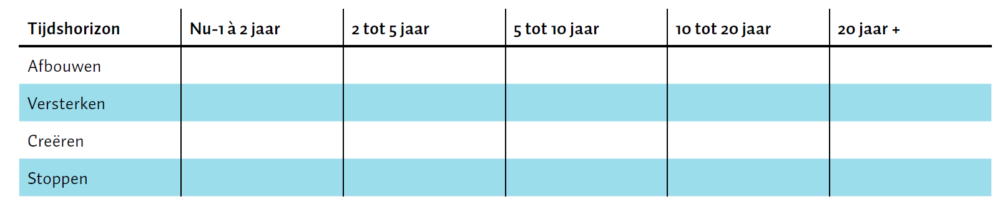 Tijdshorizon Nu-1 à 2 jaar 2 tot 5 jaar 5 tot 10 jaar 10 tot 20 jaar 20 jaar +
Afbouwen
Versterken
Creëren
Stoppen